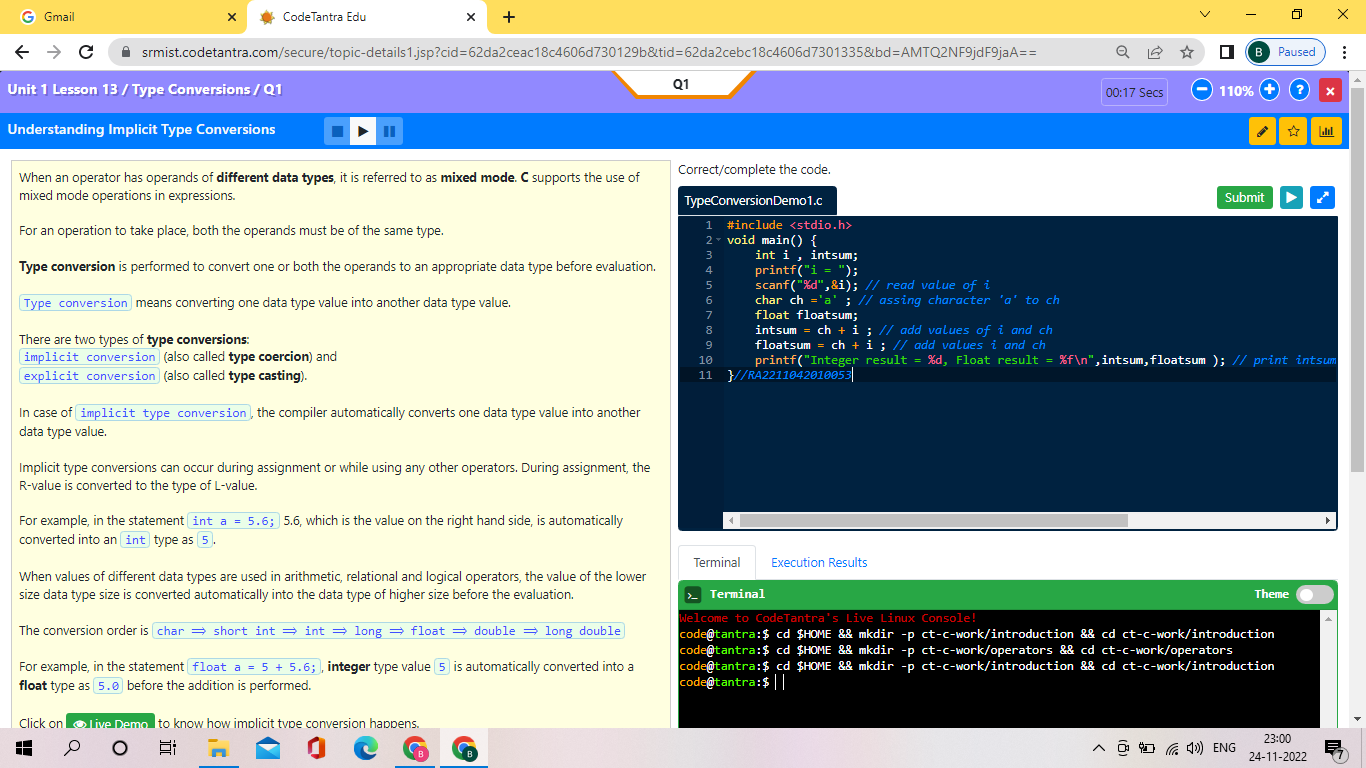 Gmail
CodeTantra Edu
srmist.codetantra.com/secure/topic-details1.jsp?cid=62da2ceac18c4606d730129b&tid=62da2cebc18c4606d7301335&bd=AMTQ2NF9jdF9jaA==
B Paused
Unit 1 Lesson 13 / Type Conversions / Q1
Q1
00:17 Secs
110%
?
x
Understanding Implicit Type Conversions
When an operator has operands of different data types, it is referred to as mixed mode. C supports the use of
mixed mode operations in expressions.
For an operation to take place, both the operands must be of the same type.
Type conversion is performed to convert one or both the operands to an appropriate data type before evaluation.
Type conversion means converting one data type value into another data type value.
There are two types of type conversions:
implicit conversion (also called type coercion) and
explicit conversion (also called type casting).
In case of implicit type conversion, the compiler automatically converts one data type value into another
data type value.
Implicit type conversions can occur during assignment or while using any other operators. During assignment, the
R-value is converted to the type of L-value.
For example, in the statement int a = 5.6; 5.6, which is the value on the right hand side, is automatically
converted into an int type as 5.
When values of different data types are used in arithmetic, relational and logical operators, the value of the lower
size data type size is converted automatically into the data type of higher size before the evaluation.
The conversion order is char ⇒ short int ⇒ int ⇒ long ⇒ float ⇒ double ⇒ long double
For example, in the statement float a = 5 + 5.6;, integer type value 5 is automatically converted into a
float type as 5.0 before the addition is performed.
Click on Live Demo to know how implicit type conversion happens.
Correct/complete the code.
TypeConversionDemo1.c
Submit
1 #include <stdio.h>
2 void main() {
3 int i , intsum;
4 printf("i = ");
5 scanf("%d",&i); // read value of i
6 char ch ='a' ; // assing character 'a' to ch
7 float floatsum;
8 intsum = ch + i ; // add values of i and ch
9 floatsum = ch + i ; // add values i and ch
10 printf("Integer result = %d, Float result = %f\n",intsum,floatsum ); // print intsum
11 }//RA2211042010053
Terminal
Execution Results
Terminal
Theme
Welcome to CodeTantra's Live Linux Console!
code@tantra:$ cd $HOME && mkdir -p ct-c-work/introduction && cd ct-c-work/introduction
code@tantra:$ cd $HOME && mkdir -p ct-c-work/operators && cd ct-c-work/operators
code@tantra:$ cd $HOME && mkdir -p ct-c-work/introduction && cd ct-c-work/introduction
code@tantra:$
ENG
23:00
24-11-2022
7